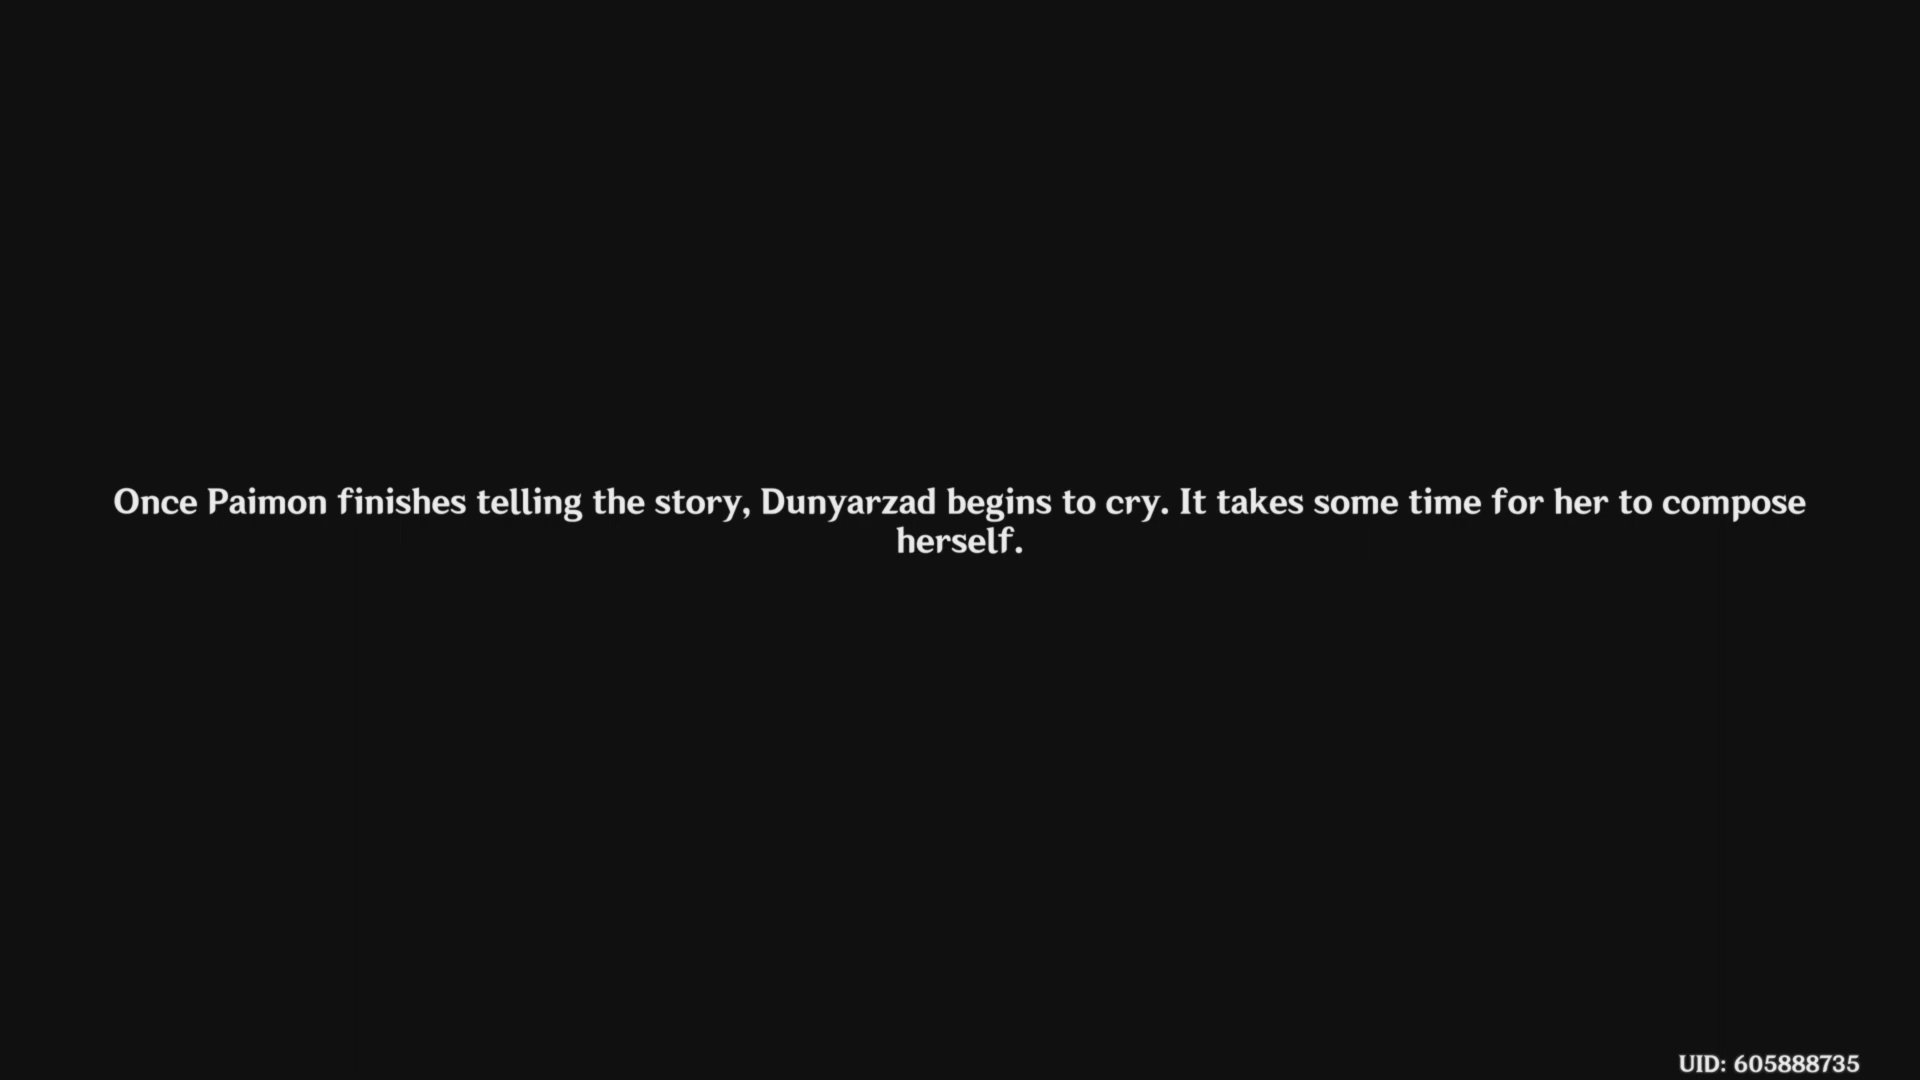 Once Paimon finishes telling the story, Dunyarzad begins to cry. It takes some time for her to compose
herself.
UID: 605888735